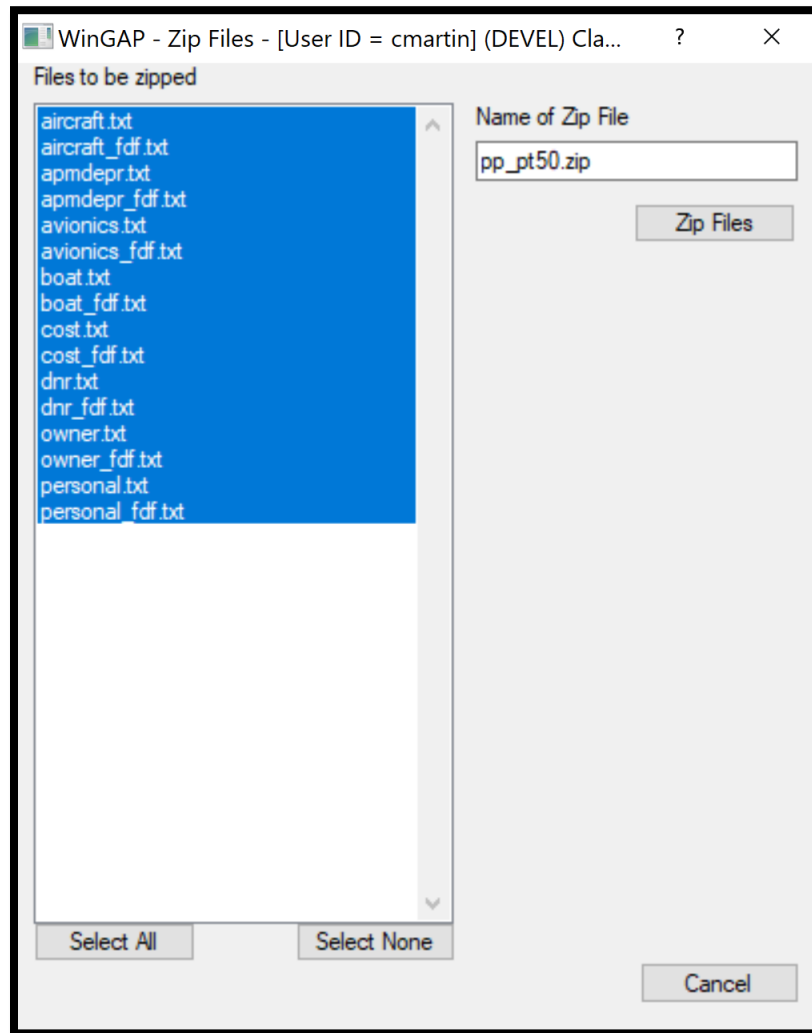 WinGAP - Zip Files - [User ID = cmartin] (DEVEL) Cla...
?
Files to be zipped
aircraft.txt
aircraft_fdf.txt
apmdepr.txt
apmdepr_fdf.txt
avionics.txt
avionics_fdf.txt
boat.txt
boat_fdf.txt
cost.txt
cost_fdf.txt
dnr.txt
dnr_fdf.txt
owner.txt
owner_fdf.txt
personal.txt
personal_fdf.txt
Select All
Select None
Name of Zip File
pp_pt50.zip
Zip Files
Cancel